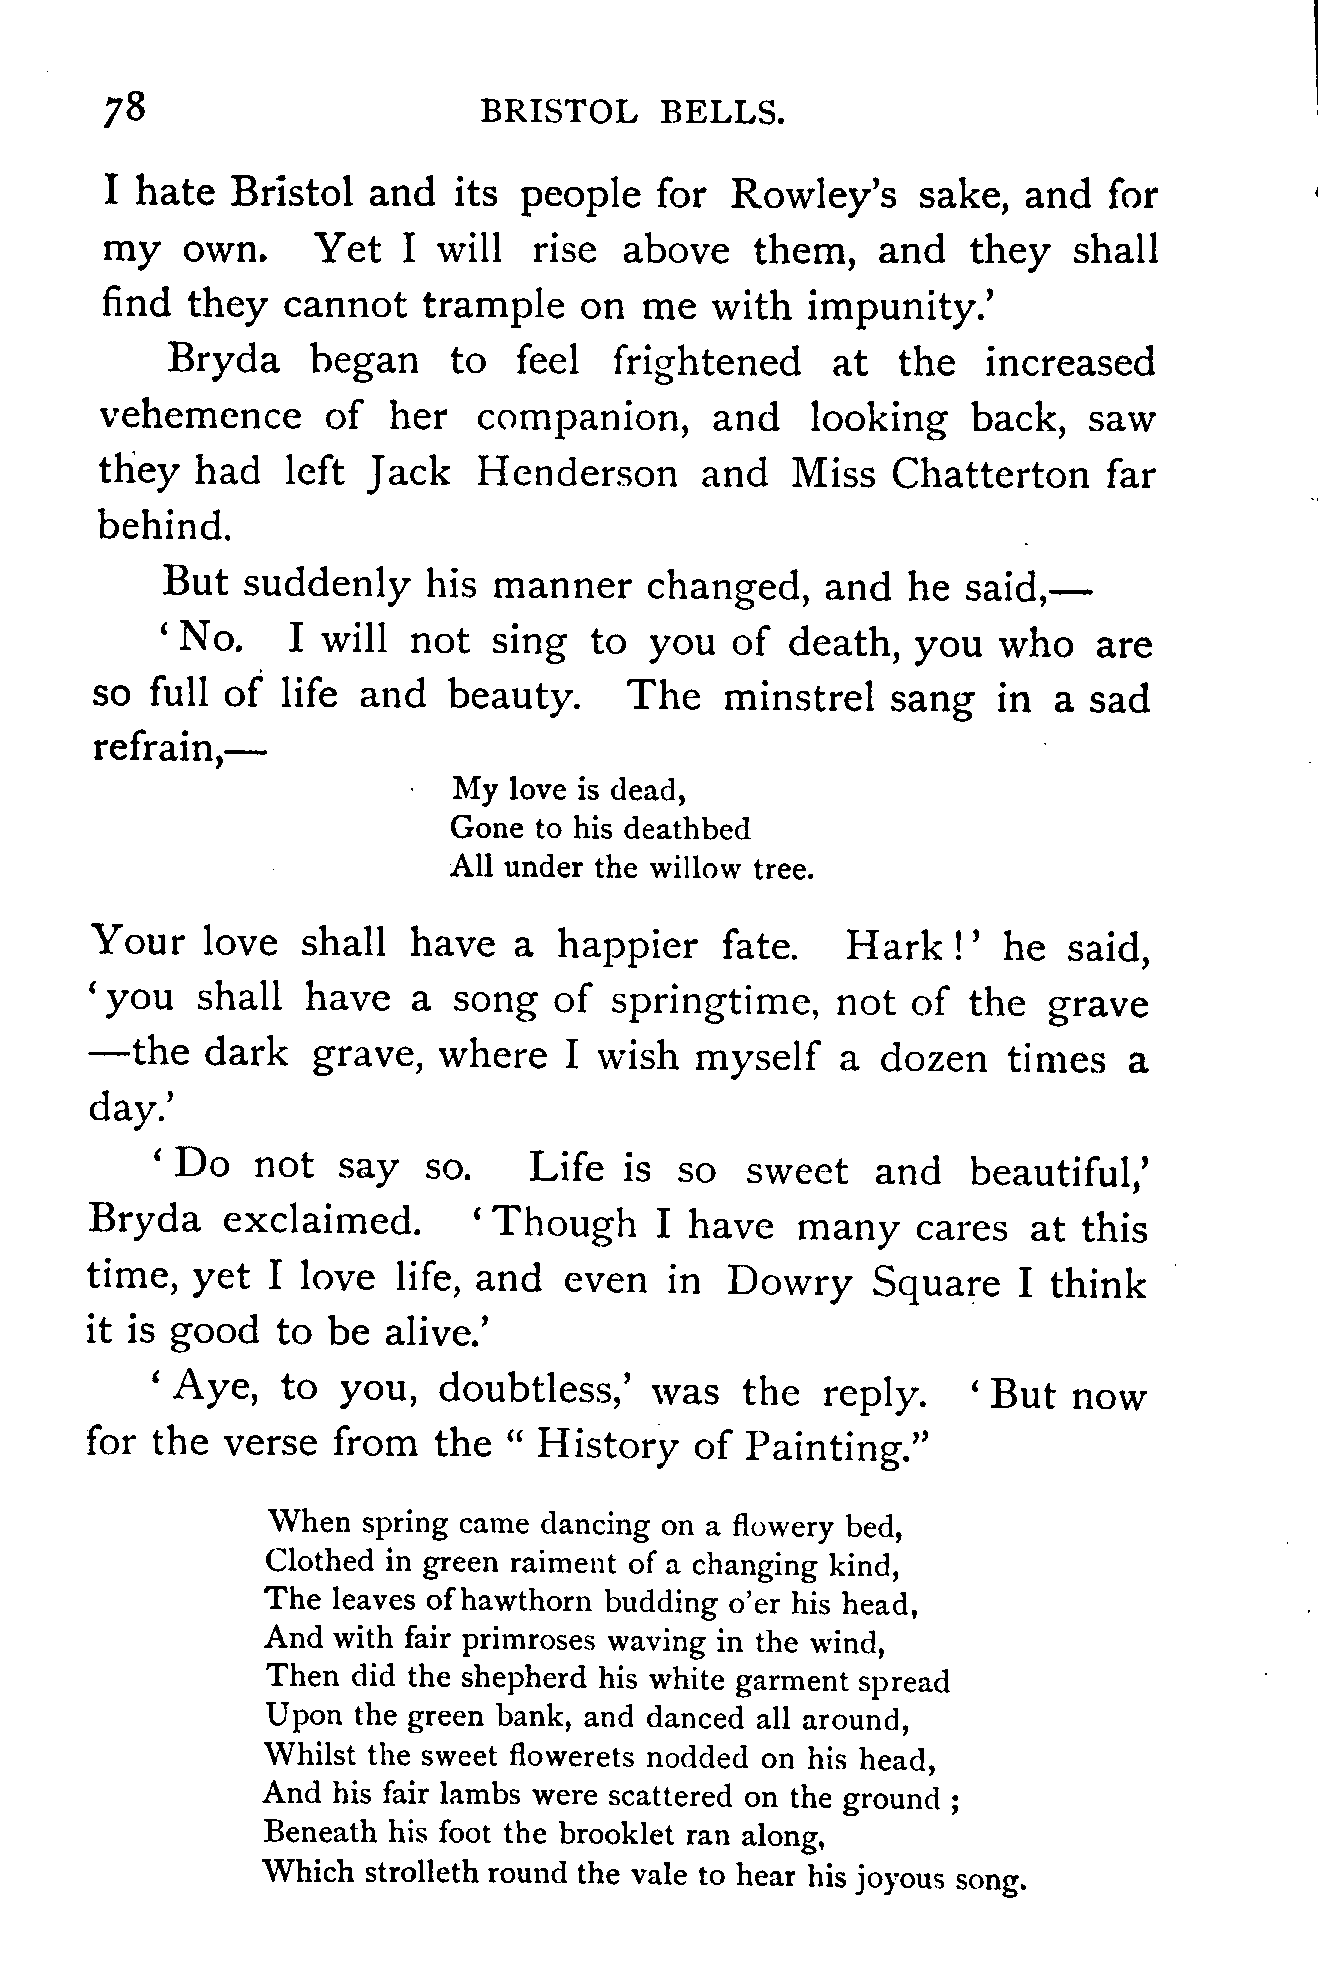 78 BRISTOL BELLS.
I hate Bristol and its people for Rowley's sake, and for
my own. Yet I will rise above them, and they shall
find they cannot trample on me with impunity.'
Bryda began to feel frightened at the increased
vehemence of her companion, and looking back, saw
they had left Jack Henderson and Miss Chatterton far
behind.
But suddenly his manner changed, and he said,—
'No. I will not sing to you of death, you who are
so full of life and beauty. The minstrel sang in a sad
refrain,—
My love is dead,
Gone to his deathbed
All under the willow tree.
Your love shall have a happier fate. Hark!' he said,
'you shall have a song of springtime, not of the grave
—the dark grave, where I wish myself a dozen times a
day.'
'Do not say so. Life is so sweet and beautiful,'
Bryda exclaimed. 'Though I have many cares at this
time, yet I love life, and even in Dowry Square I think
it is good to be alive.'
'Aye, to you, doubtless,' was the reply. 'But now
for the verse from the "History of Painting."
When spring came dancing on a flowery bed,
Clothed in green raiment of a changing kind,
The leaves of hawthorn budding o'er his head,
And with fair primroses waving in the wind,
Then did the shepherd his white garment spread
Upon the green bank, and danced all around,
Whilst the sweet flowerets nodded on his head,
And his fair lambs were scattered on the ground;
Beneath his foot the brooklet ran along,
Which strolleth round the vale to hear his joyous song.